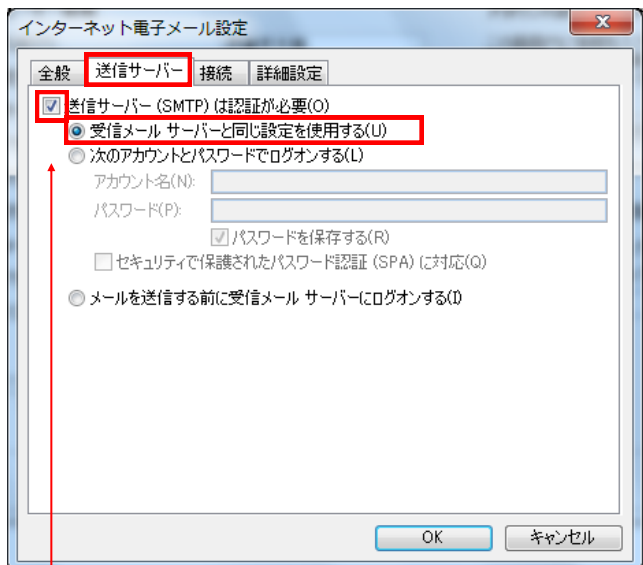 インターネット電子メール設定
全般 送信サーバー 接続 詳細設定
送信サーバー (SMTP) は認証が必要(O)
受信メール サーバーと同じ設定を使用する(U)
次のアカウントとパスワードでログオンする(L)
アカウント名(N):
パスワード(P):
パスワードを保存する(R)
セキュリティで保護されたパスワード認証 (SPA) に対応(Q)
メールを送信する前に受信メール サーバーにログオンする(I)
OK キャンセル